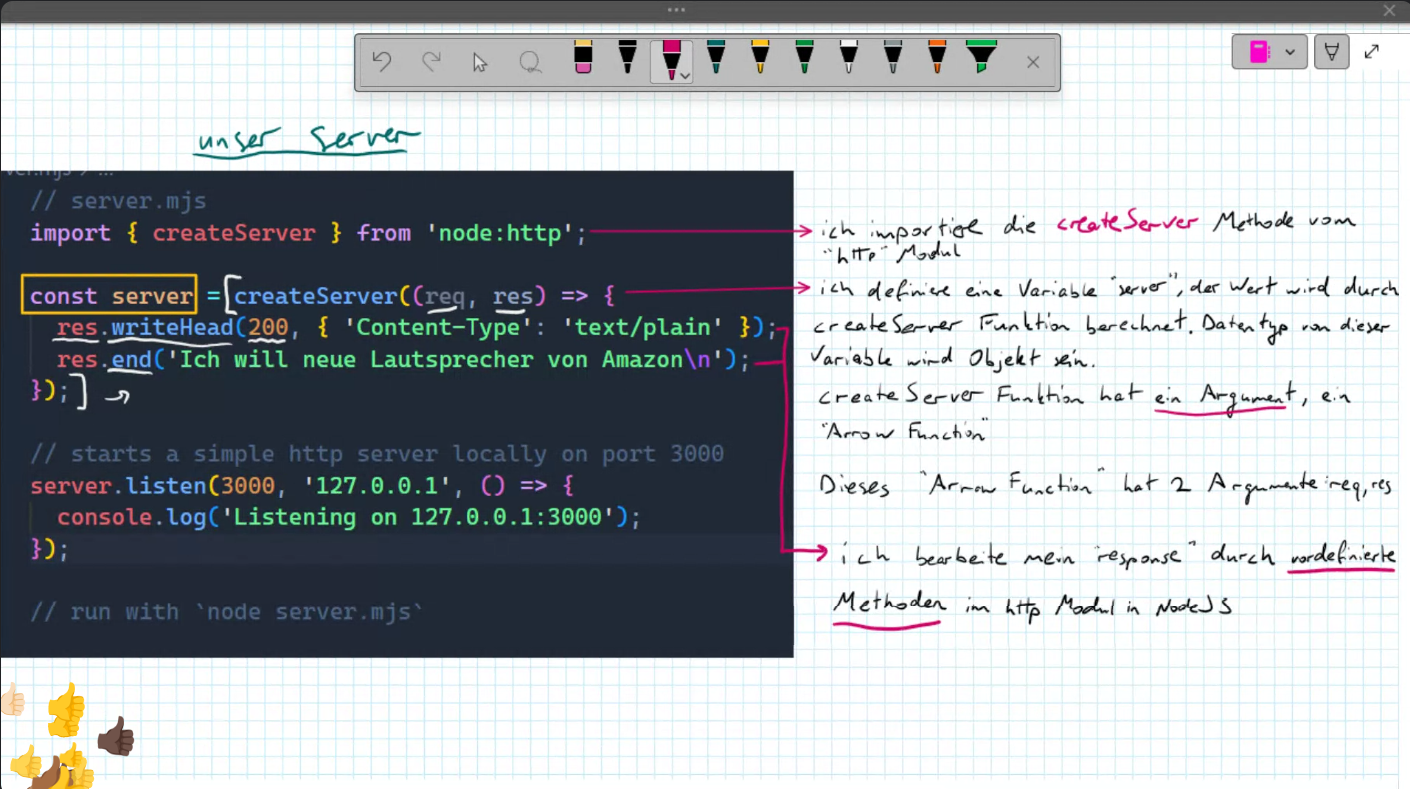 unser Server
// server.mjs
import { createServer } from 'node:http';
const server = createServer((req, res) => {
res.writeHead(200, { 'Content-Type': 'text/plain' });
res.end('Ich will neue Lautsprecher von Amazon\n');
});
// starts a simple http server locally on port 3000
server.listen(3000, '127.0.0.1', () => {
console.log('Listening on 127.0.0.1:3000');
});
// run with `node server.mjs`
ich importiere die createServer Methode vom
"http" Modul
ich definiere eine Variable "server", der Wert wird durch
createServer Funktion berechnet. Datentyp von dieser
Variable wird Objekt sein.
createServer Funktion hat ein Argument, ein
"Arrow Function"
Dieses "Arrow Function" hat 2 Argumente: req, res
ich bearbeite mein "response" durch vordefinierte
Methoden im http Modul in NodeJS